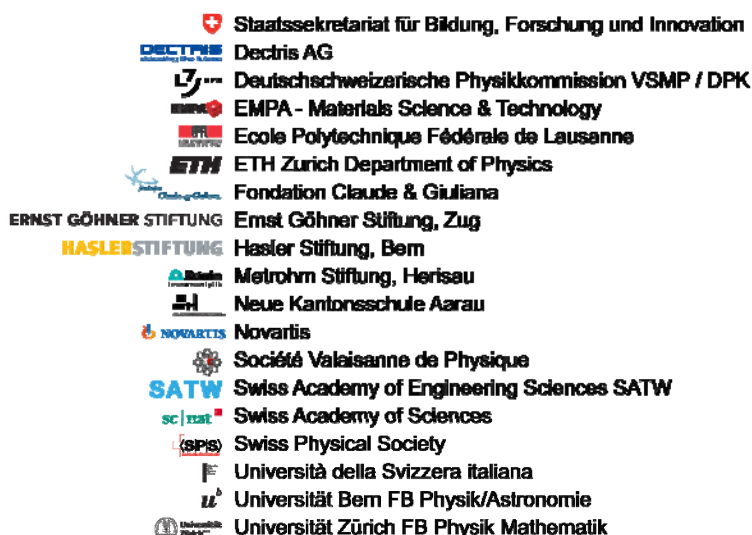 Staatssekretariat für Bildung, Forschung und Innovation
DECTRIS Dectris AG
Deutschschweizerische Physikkommission VSMP / DPK
EMPA EMPA - Materials Science & Technology
Ecole Polytechnique Fédérale de Lausanne
ETH ETH Zurich Department of Physics
Fondation Claude & Giuliana
ERNST GÖHNER STIFTUNG Ernst Göhner Stiftung, Zug
HASLERSTIFTUNG Hasler Stiftung, Bern
Metrohm Stiftung, Herisau
Neue Kantonsschule Aarau
NOVARTIS Novartis
Société Valaisanne de Physique
SATW Swiss Academy of Engineering Sciences SATW
sc|nat Swiss Academy of Sciences
SPS Swiss Physical Society
Università della Svizzera italiana
u^b Universität Bern FB Physik/Astronomie
Universität Zürich FB Physik Mathematik